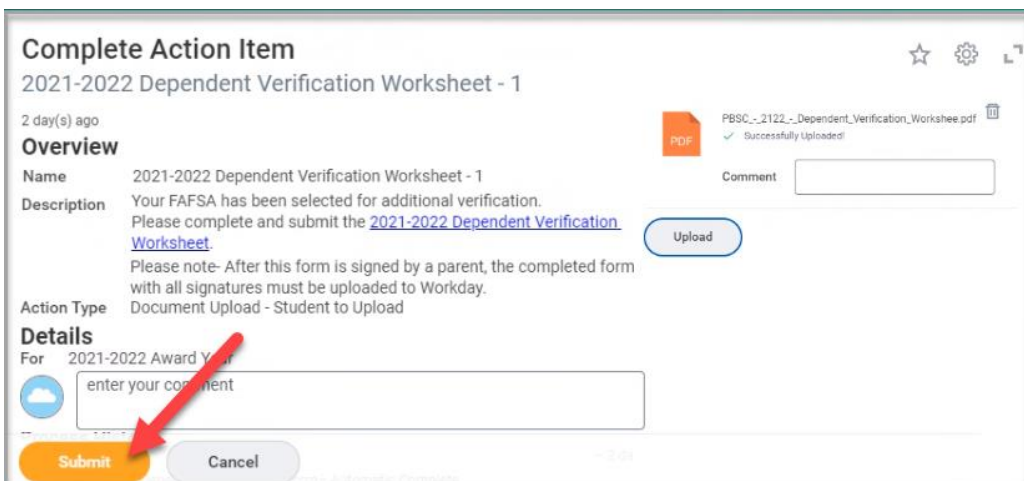 Complete Action Item
2021-2022 Dependent Verification Worksheet - 1
2 day(s) ago
Overview
Name 2021-2022 Dependent Verification Worksheet - 1
Description Your FAFSA has been selected for additional verification.
Please complete and submit the 2021-2022 Dependent Verification
Worksheet.
Please note- After this form is signed by a parent, the completed form
with all signatures must be uploaded to Workday.
Action Type Document Upload - Student to Upload
Details
For 2021-2022 Award Year
enter your comment
Submit Cancel
PDF
PBSC_-_2122_-_Dependent_Verification_Workshee.pdf
Successfully Uploaded!
Comment
Upload